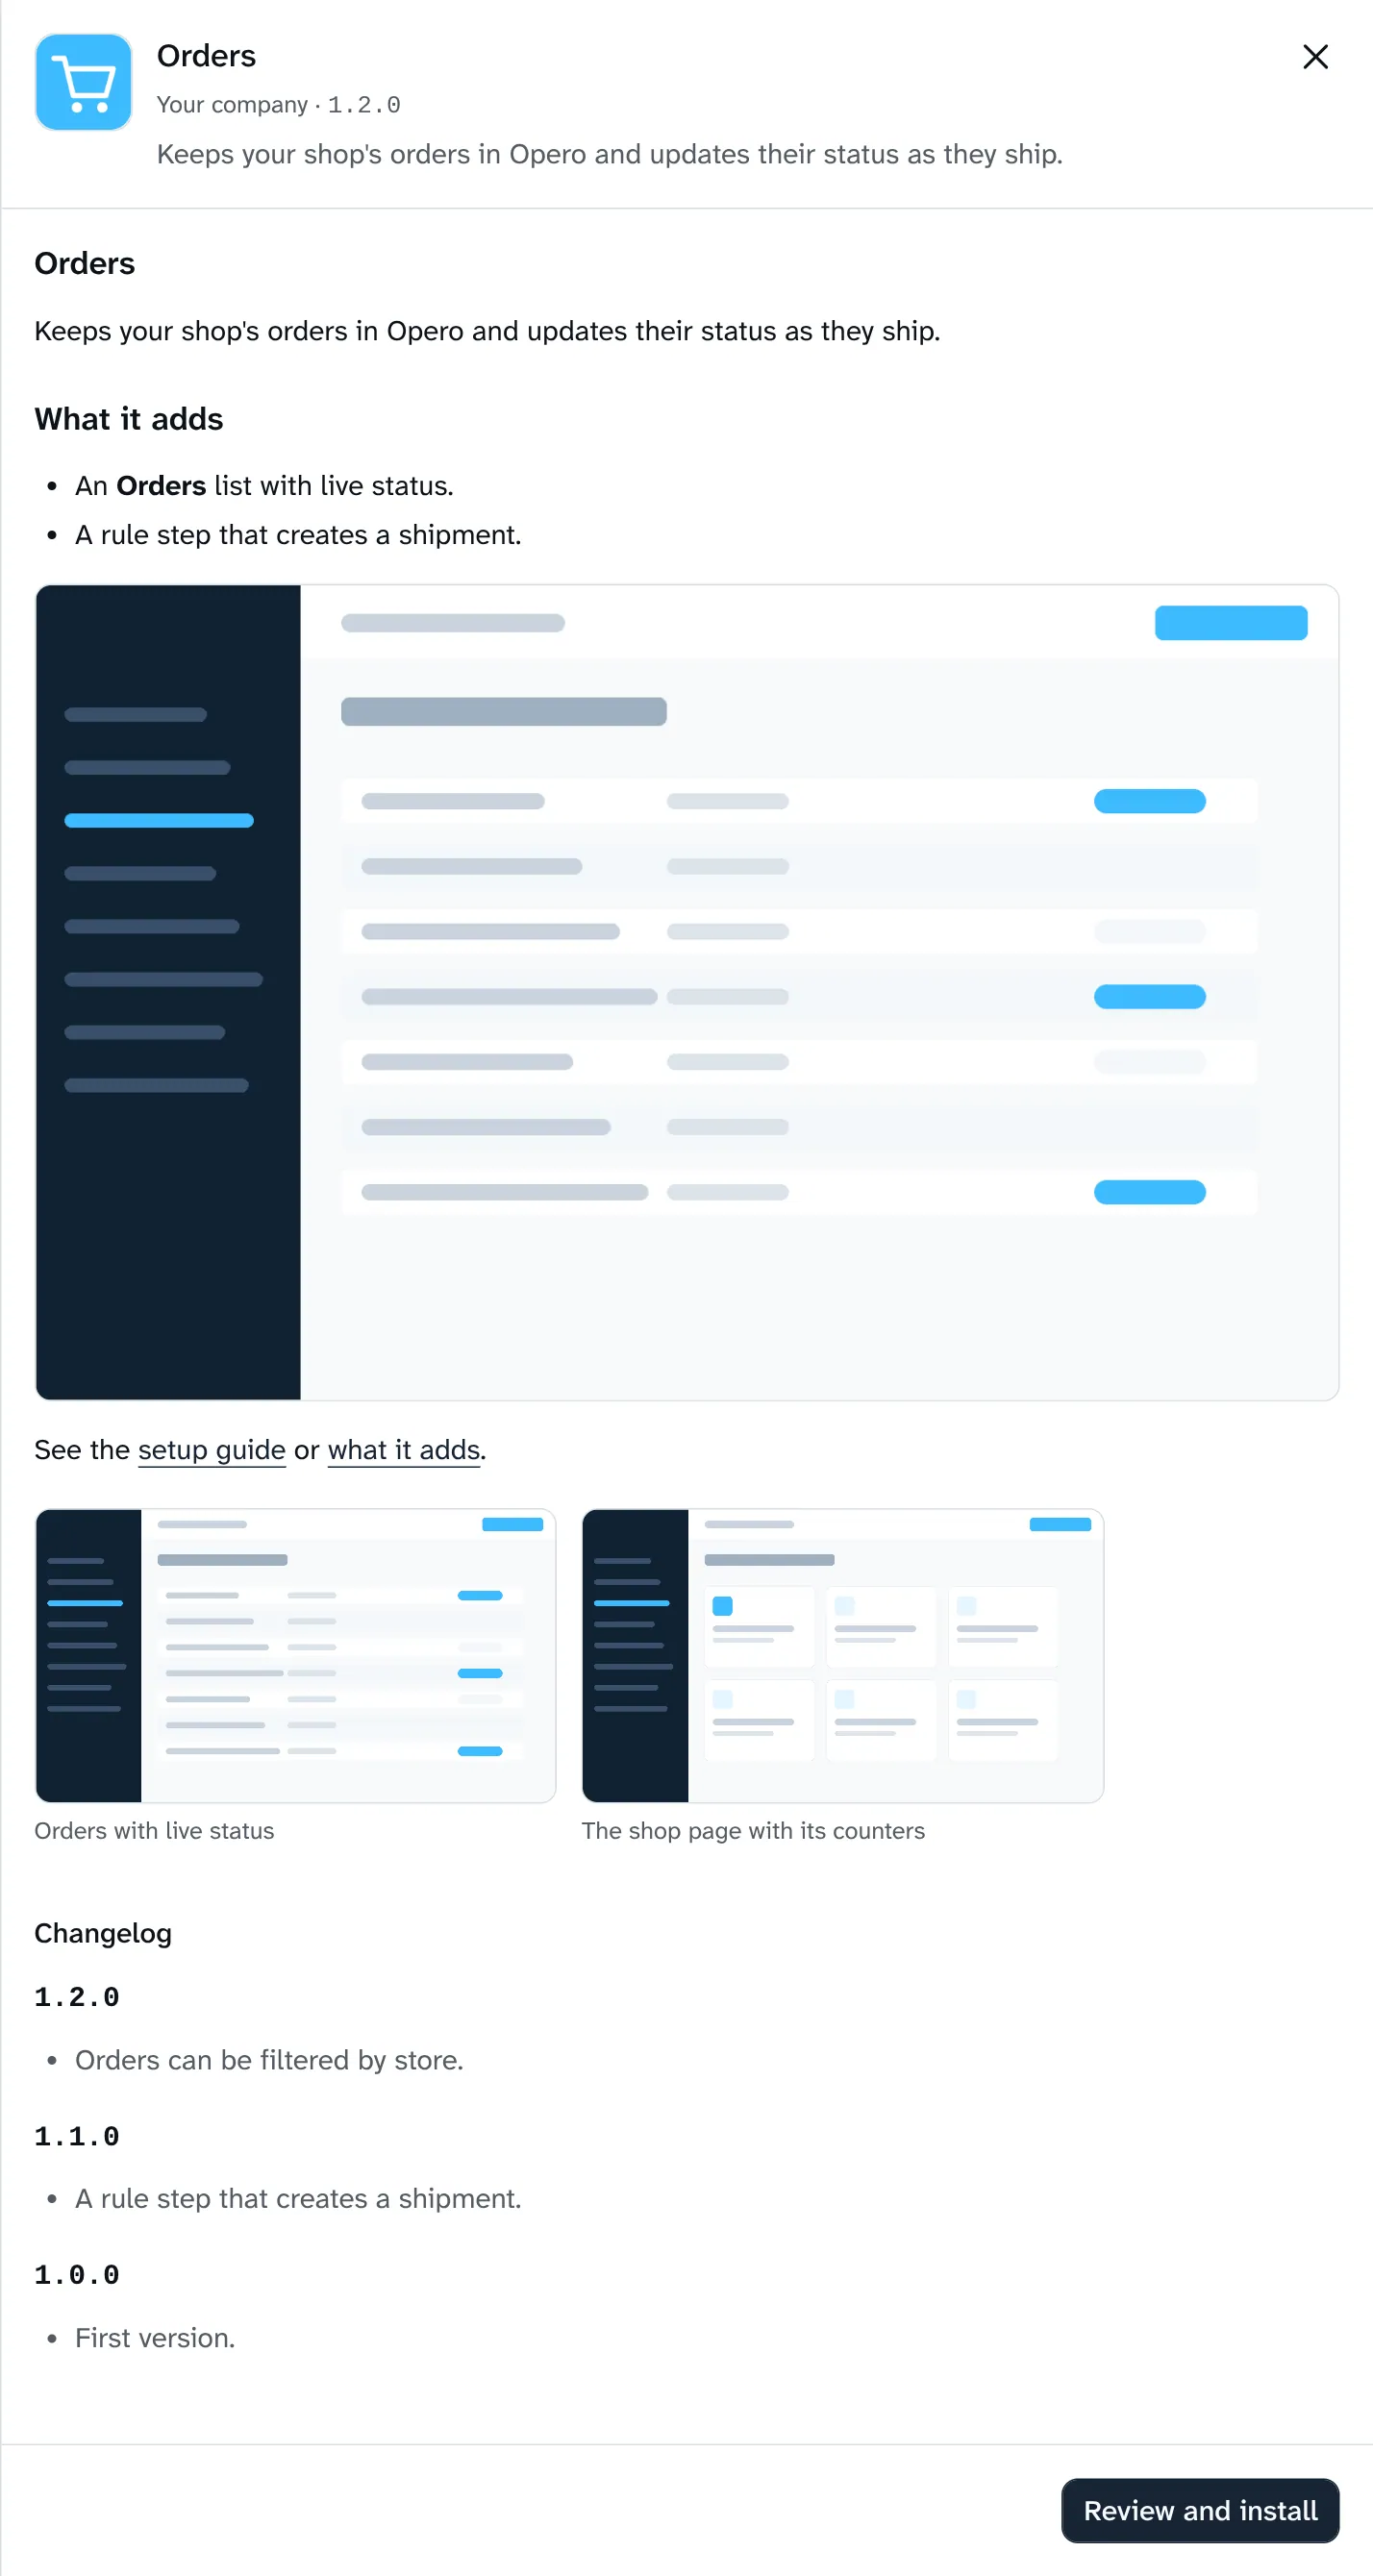 Orders
Your company · 1.2.0
Keeps your shop's orders in Opero and updates their status as they ship.
Orders
Keeps your shop's orders in Opero and updates their status as they ship.
What it adds
• An Orders list with live status.
• A rule step that creates a shipment.
See the setup guide or what it adds.
Orders with live status
The shop page with its counters
Changelog
1.2.0
• Orders can be filtered by store.
1.1.0
• A rule step that creates a shipment.
1.0.0
• First version.
Review and install